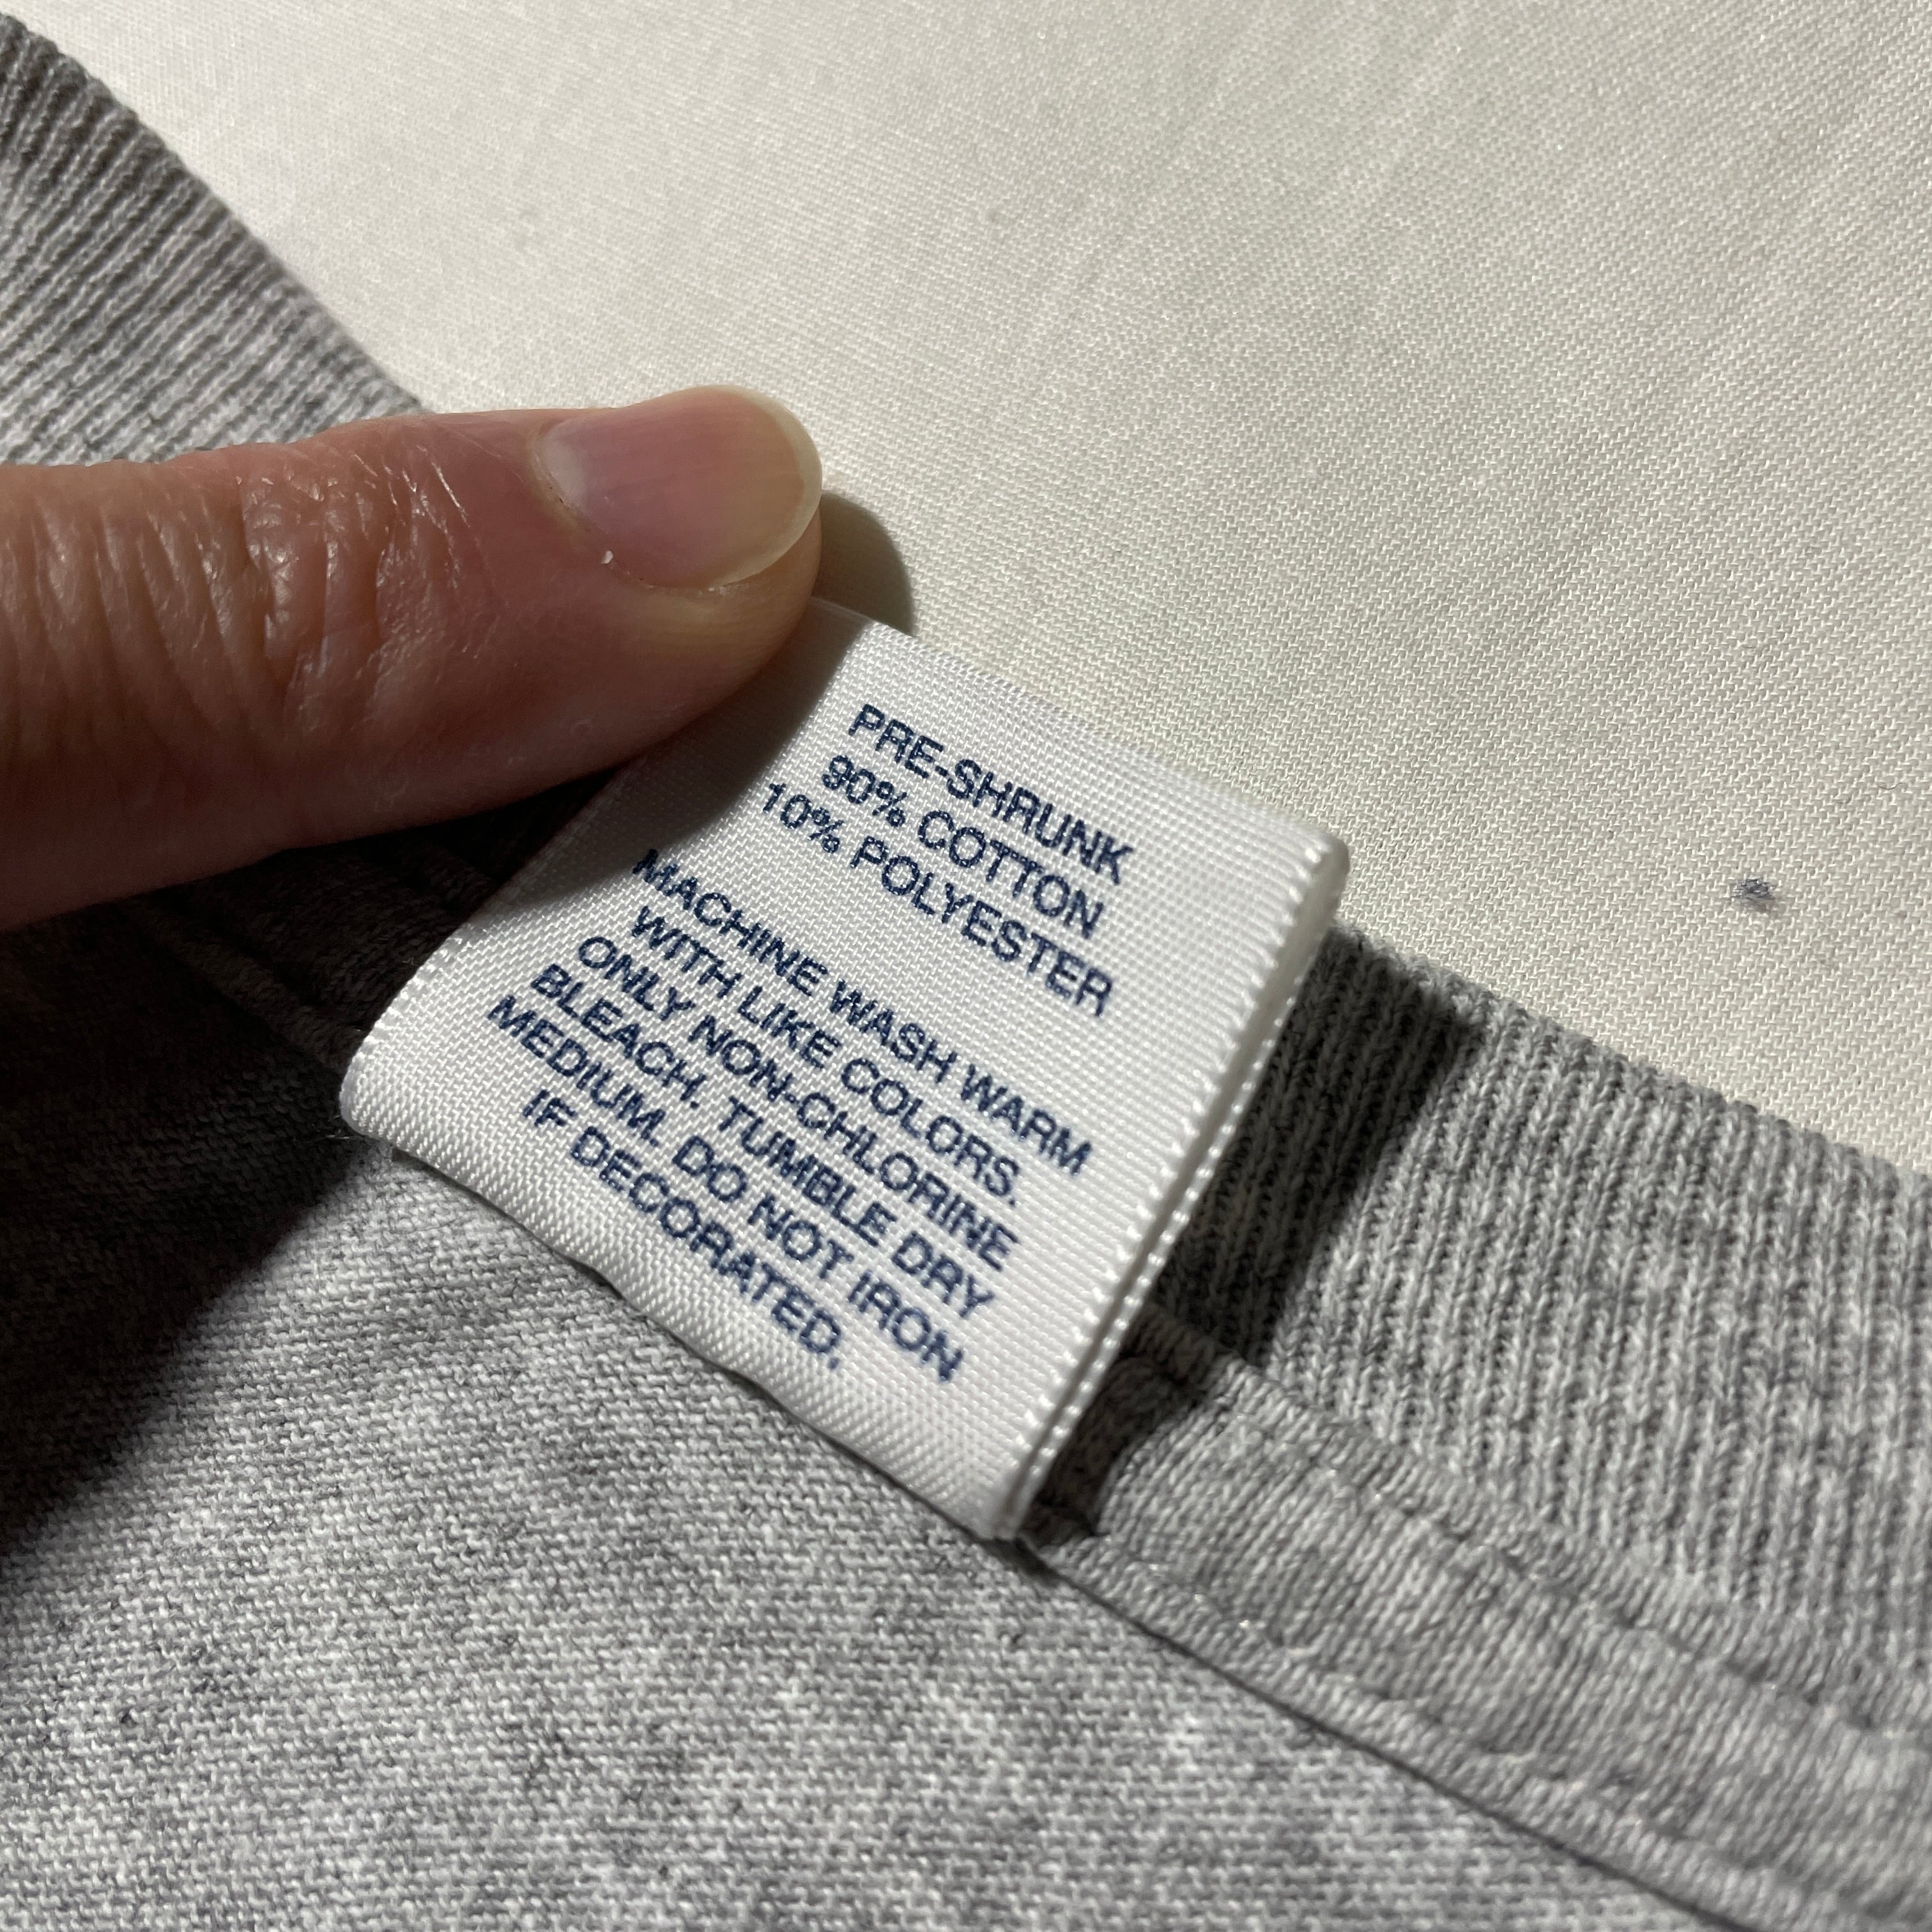 PRE-SHRUNK
90% COTTON
10% POLYESTER
MACHINE WASH WARM
WITH LIKE COLORS.
ONLY NON-CHLORINE
BLEACH. TUMBLE DRY
MEDIUM. DO NOT IRON
IF DECORATED.